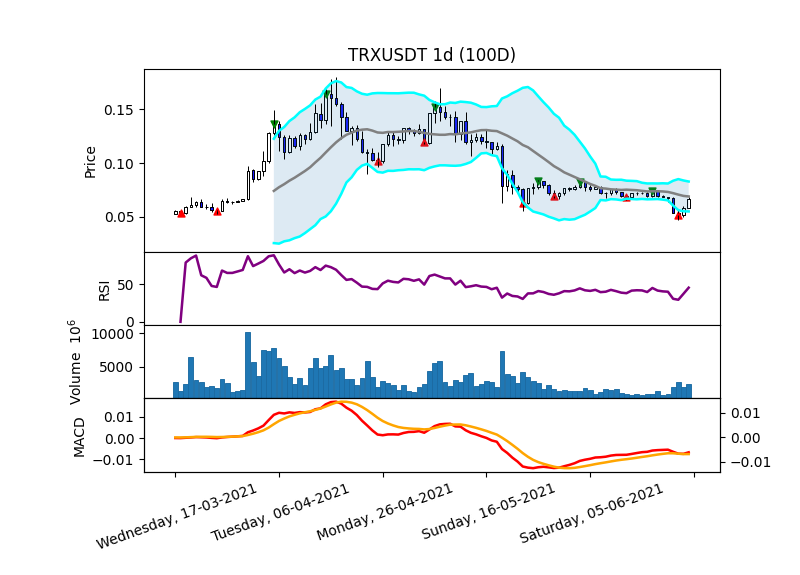 TRXUSDT 1d (100D)
0.15
0.10
0.05
Price
50
0
RSI
10000
5000
Volume 10^6
0.01
0.00
−0.01
MACD
0.01
0.00
−0.01
Wednesday, 17-03-2021
Tuesday, 06-04-2021
Monday, 26-04-2021
Sunday, 16-05-2021
Saturday, 05-06-2021